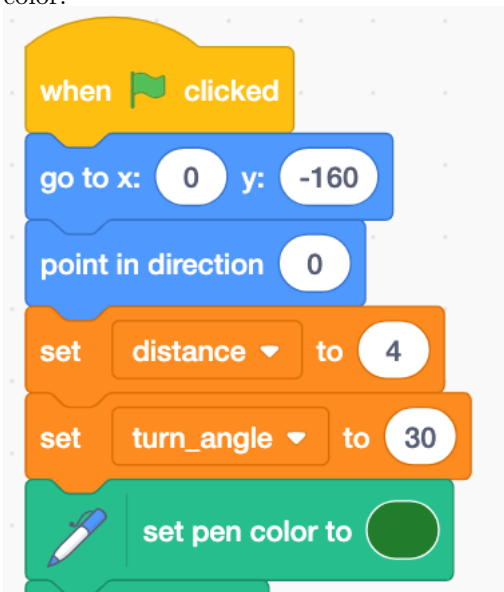 color.
when clicked
go to x: 0 y: -160
point in direction 0
set distance to 4
set turn_angle to 30
set pen color to